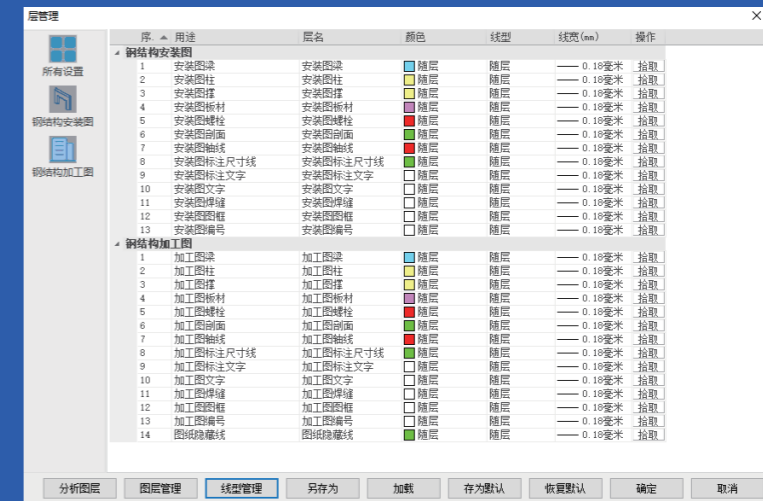 层管理
所有设置
钢结构安装图
钢结构加工图
序. 用途 层名 颜色 线型 线宽(mm) 操作
钢结构安装图
1 安装图梁 安装图梁 随层 随层 0.18毫米 拾取
2 安装图柱 安装图柱 随层 随层 0.18毫米 拾取
3 安装图撑 安装图撑 随层 随层 0.18毫米 拾取
4 安装图板材 安装图板材 随层 随层 0.18毫米 拾取
5 安装图螺栓 安装图螺栓 随层 随层 0.18毫米 拾取
6 安装图剖面 安装图剖面 随层 随层 0.18毫米 拾取
7 安装图轴线 安装图轴线 随层 随层 0.18毫米 拾取
8 安装图标注尺寸线 安装图标注尺寸线 随层 随层 0.18毫米 拾取
9 安装图标注文字 安装图标注文字 随层 随层 0.18毫米 拾取
10 安装图文字 安装图文字 随层 随层 0.18毫米 拾取
11 安装图焊缝 安装图焊缝 随层 随层 0.18毫米 拾取
12 安装图图框 安装图图框 随层 随层 0.18毫米 拾取
13 安装图编号 安装图编号 随层 随层 0.18毫米 拾取
钢结构加工图
1 加工图梁 加工图梁 随层 随层 0.18毫米 拾取
2 加工图柱 加工图柱 随层 随层 0.18毫米 拾取
3 加工图撑 加工图撑 随层 随层 0.18毫米 拾取
4 加工图板材 加工图板材 随层 随层 0.18毫米 拾取
5 加工图螺栓 加工图螺栓 随层 随层 0.18毫米 拾取
6 加工图剖面 加工图剖面 随层 随层 0.18毫米 拾取
7 加工图轴线 加工图轴线 随层 随层 0.18毫米 拾取
8 加工图标注尺寸线 加工图标注尺寸线 随层 随层 0.18毫米 拾取
9 加工图标注文字 加工图标注文字 随层 随层 0.18毫米 拾取
10 加工图文字 加工图文字 随层 随层 0.18毫米 拾取
11 加工图焊缝 加工图焊缝 随层 随层 0.18毫米 拾取
12 加工图图框 加工图图框 随层 随层 0.18毫米 拾取
13 加工图编号 加工图编号 随层 随层 0.18毫米 拾取
14 图纸隐藏线 图纸隐藏线 随层 随层 0.18毫米 拾取
分析图层 图层管理 线型管理 另存为 加载 存为默认 恢复默认 确定 取消